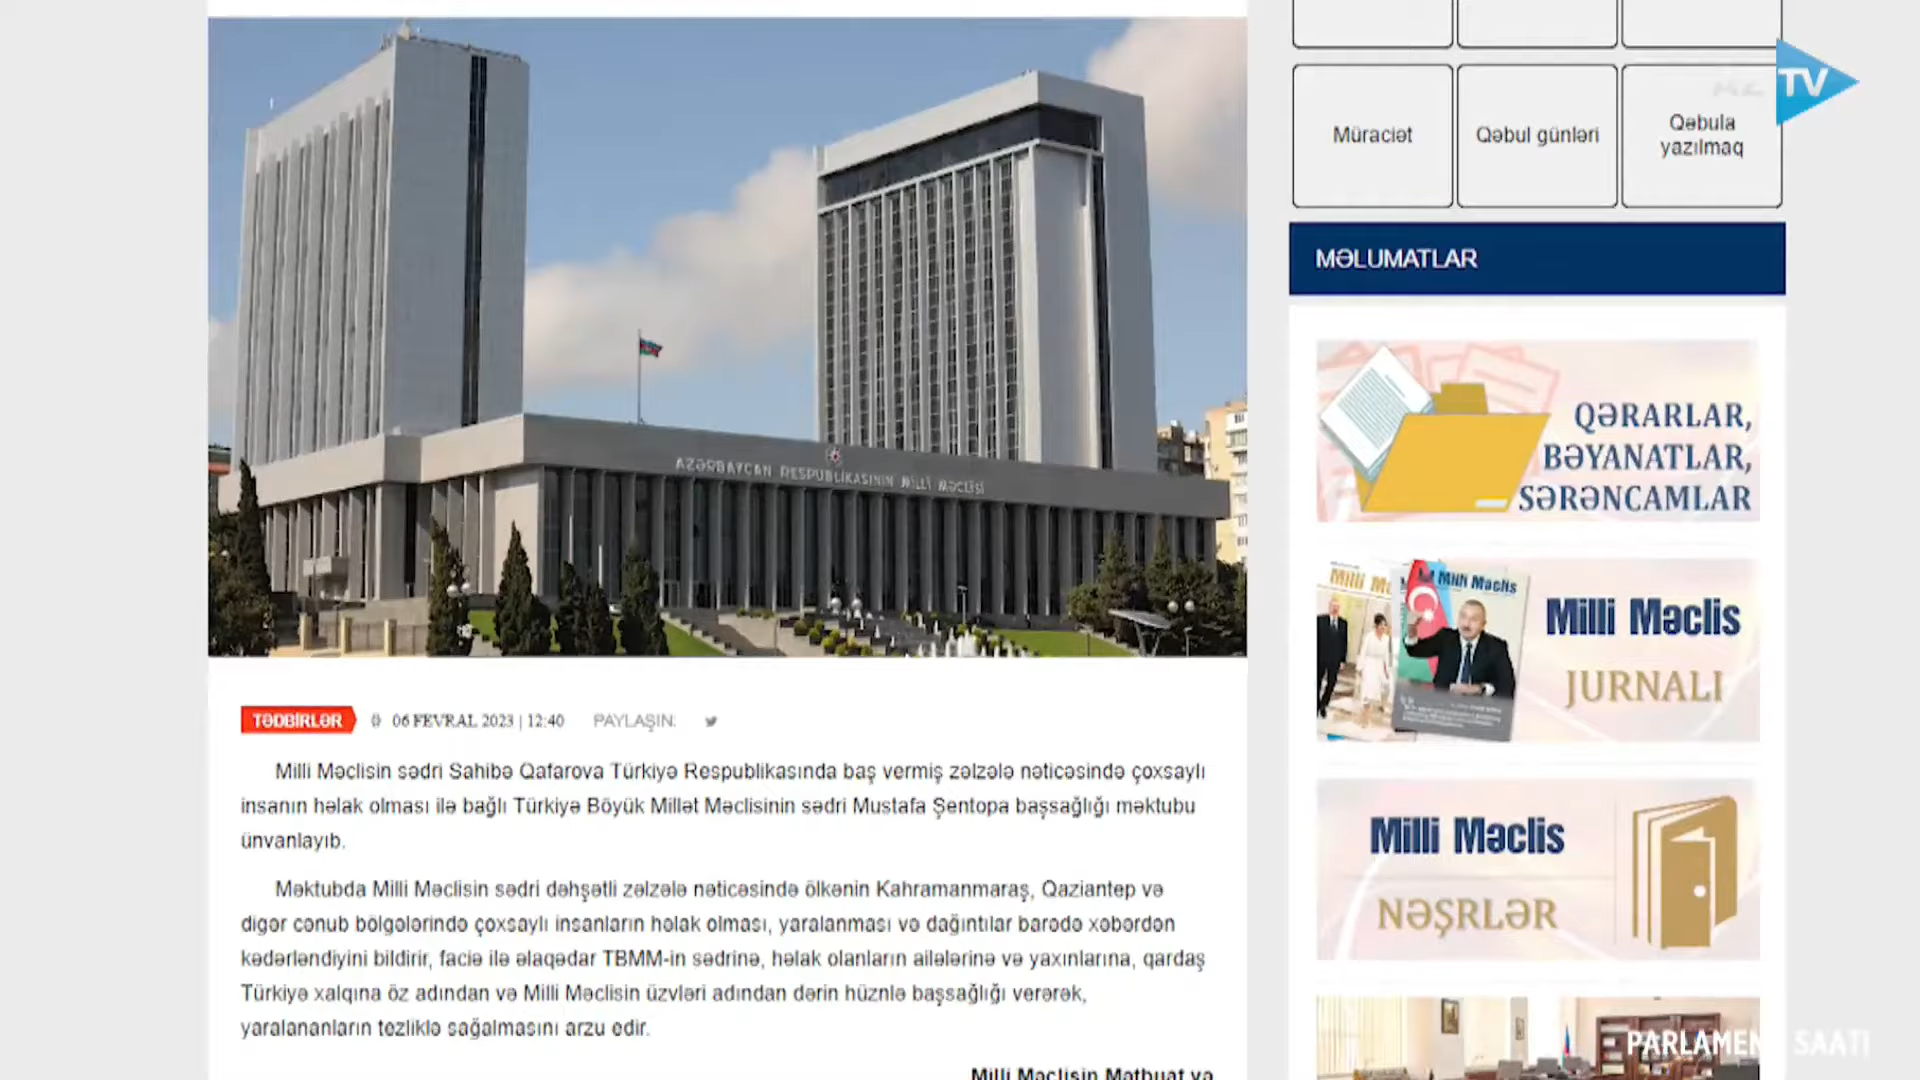 TV
Müraciət
Qəbul günləri
Qəbula
yazılmaq
MƏLUMATLAR
AZƏRBAYCAN RESPUBLİKASININ MİLLİ MƏCLİSİ
QƏRARLAR,
BƏYANATLAR,
SƏRƏNCAMLAR
Milli Məclis
Milli Məclis
JURNALI
TƏDBİRLƏR
06 FEVRAL 2023 | 12:40
PAYLAŞIN:
Milli Məclisin sədri Sahibə Qafarova Türkiyə Respublikasında baş vermiş zəlzələ nəticəsində çoxsaylı
insanın həlak olması ilə bağlı Türkiyə Böyük Millət Məclisinin sədri Mustafa Şentopa başsağlığı məktubu
ünvanlayıb.
Məktubda Milli Məclisin sədri dəhşətli zəlzələ nəticəsində ölkənin Kahramanmaraş, Qaziantep və
digər cənub bölgələrində çoxsaylı insanların həlak olması, yaralanması və dağıntılar barədə xəbərdən
kədərləndiyini bildirir, faciə ilə əlaqədar TBMM-in sədrinə, həlak olanların ailələrinə və yaxınlarına, qardaş
Türkiyə xalqına öz adından və Milli Məclisin üzvləri adından dərin hüznlə başsağlığı verərək,
yaralananların tezliklə sağalmasını arzu edir.
Milli Məclisin Mətbuat və
Milli Məclis
NƏŞRLƏR
PARLAMENT SAATI